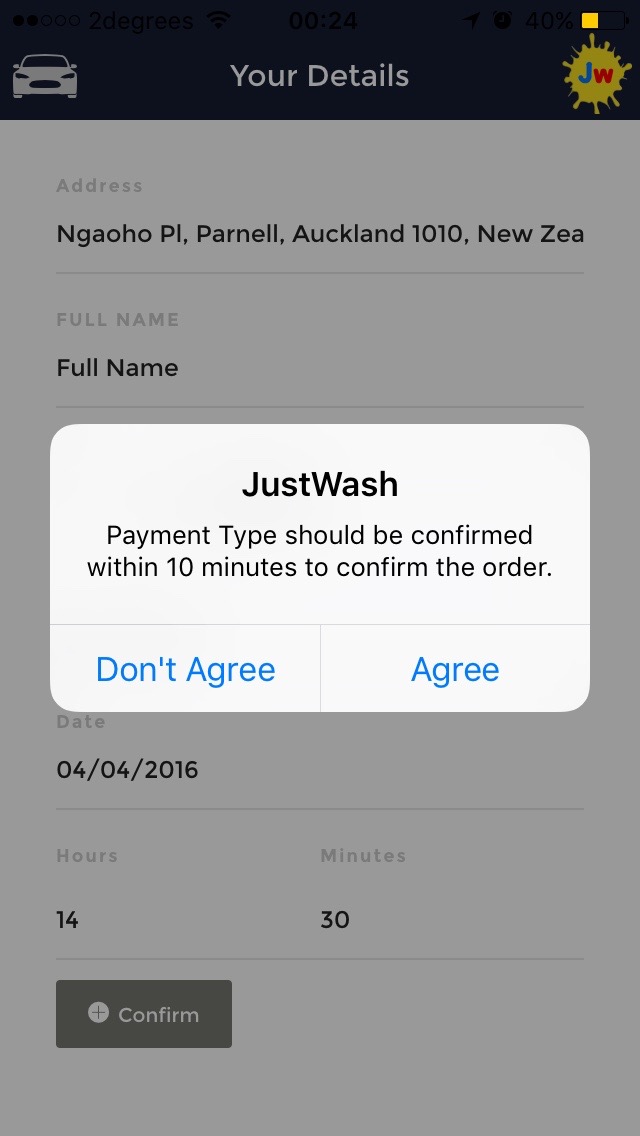 2degrees 00:24 40%
Your Details
Jw
Address
Ngaoho Pl, Parnell, Auckland 1010, New Zea
FULL NAME
Full Name
JustWash
Payment Type should be confirmed
within 10 minutes to confirm the order.
Don't Agree Agree
Date
04/04/2016
Hours Minutes
14 30
Confirm